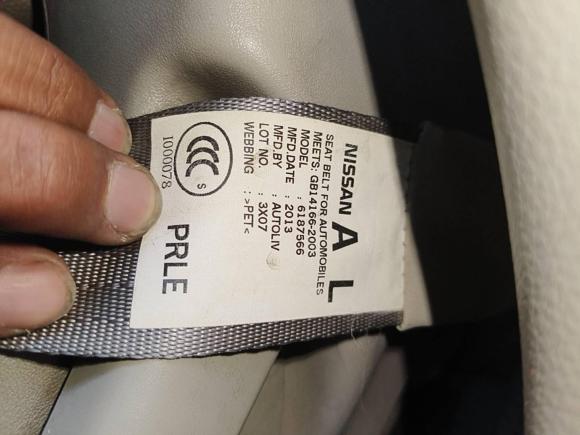 NISSAN A L
SEAT BELT FOR AUTOMOBILES
MEETS: GB14166-2003
MODEL : 6187566
MFD.DATE : 2013
MFD.BY : AUTOLIV
LOT NO. : 3X07
WEBBING : >PET<
CCC S
1000078
PRLE